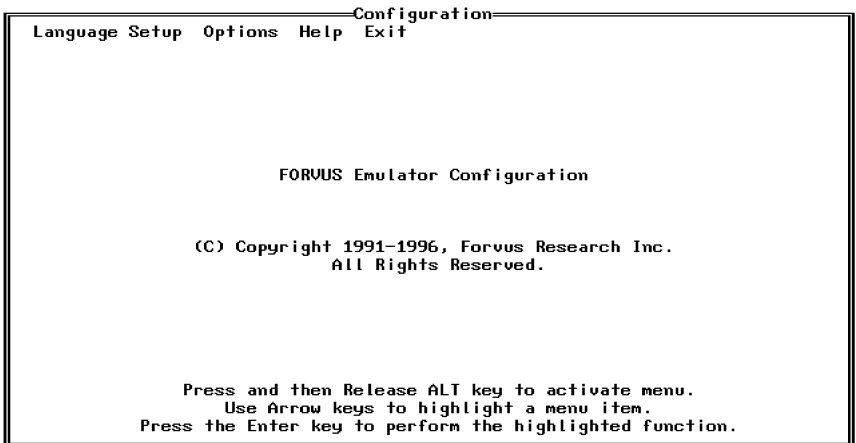 Configuration
Language Setup Options Help Exit
FORVUS Emulator Configuration
(C) Copyright 1991-1996, Forvus Research Inc.
All Rights Reserved.
Press and then Release ALT key to activate menu.
Use Arrow keys to highlight a menu item.
Press the Enter key to perform the highlighted function.